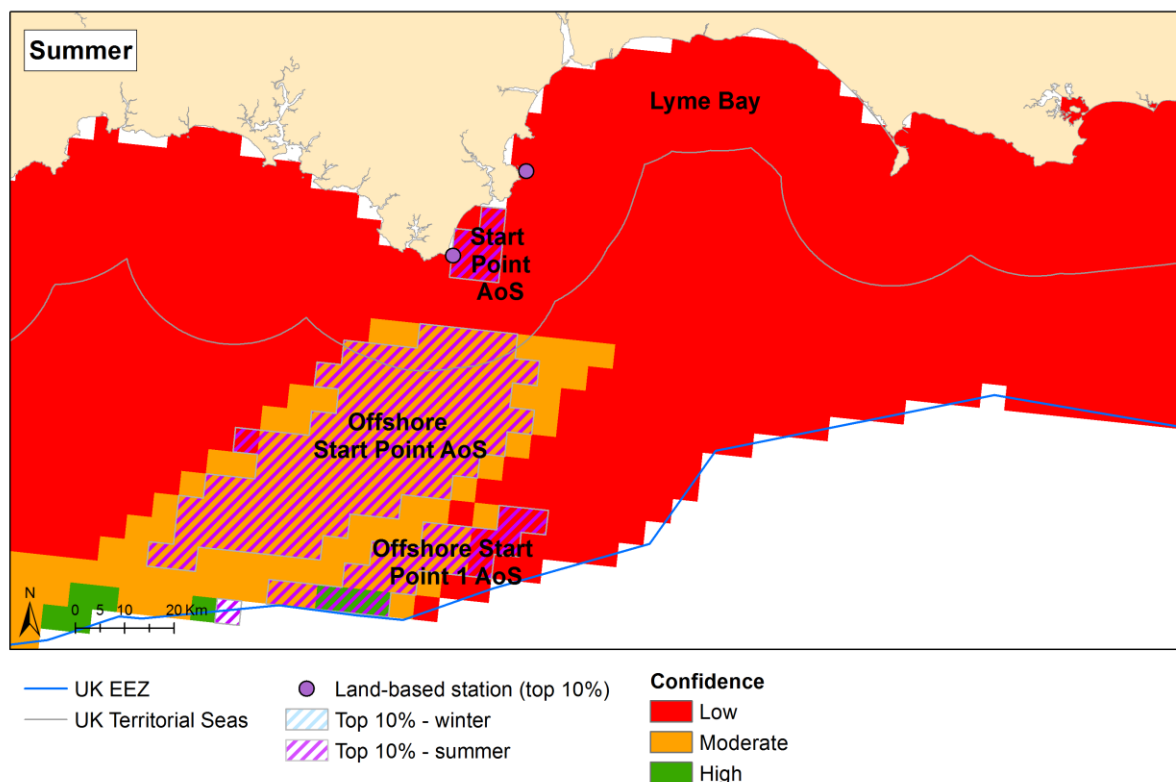 Summer
Lyme Bay
Start
Point
AoS
Offshore
Start Point AoS
Offshore Start
Point 1 AoS
N
0 5 10 20 Km
UK EEZ
UK Territorial Seas
Land-based station (top 10%)
Top 10% - winter
Top 10% - summer
Confidence
Low
Moderate
High